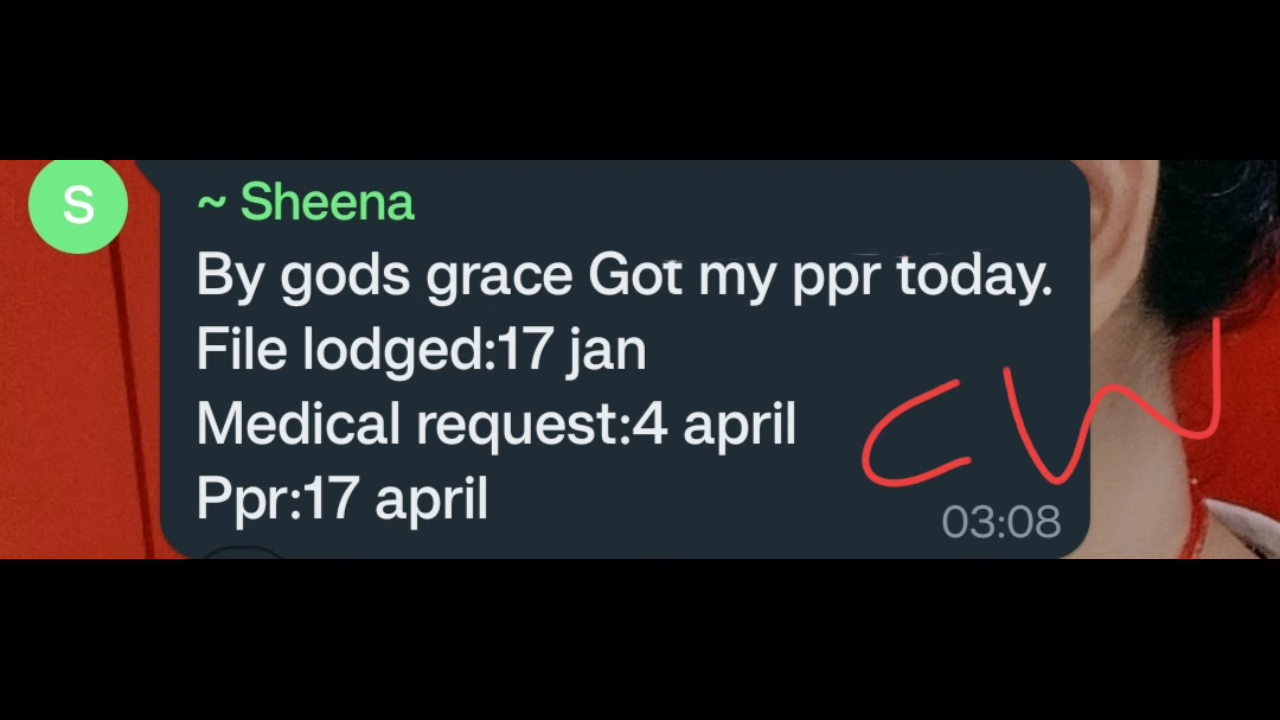 S
~ Sheena
By gods grace Got my ppr today.
File lodged:17 jan
Medical request:4 april
Ppr:17 april
03:08